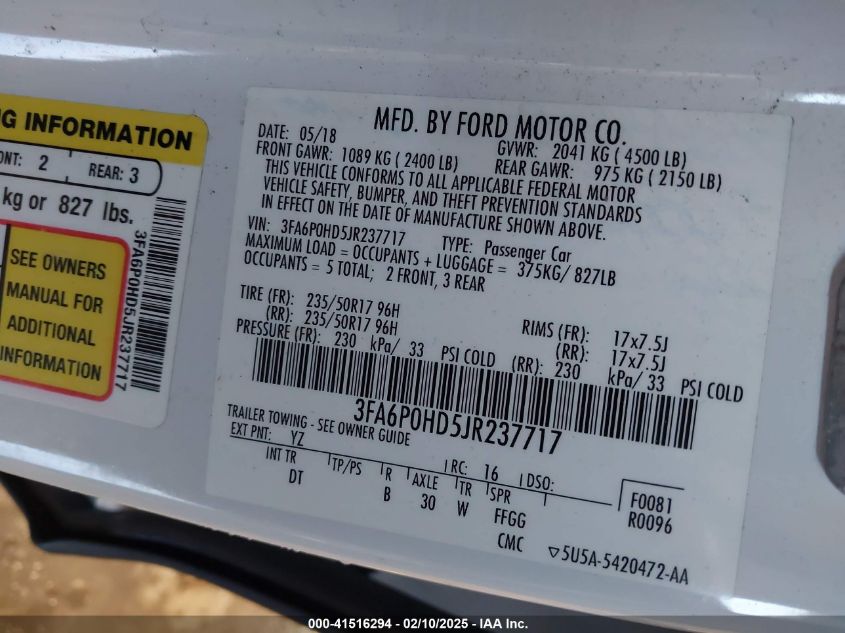 NG INFORMATION
ONT: 2 REAR: 3
kg or 827 lbs.
SEE OWNERS
MANUAL FOR
ADDITIONAL
INFORMATION
3FA6P0HD5JR237717
MFD. BY FORD MOTOR CO.
DATE: 05/18 GVWR: 2041 KG ( 4500 LB)
FRONT GAWR: 1089 KG ( 2400 LB) REAR GAWR: 975 KG ( 2150 LB)
THIS VEHICLE CONFORMS TO ALL APPLICABLE FEDERAL MOTOR
VEHICLE SAFETY, BUMPER, AND THEFT PREVENTION STANDARDS
IN EFFECT ON THE DATE OF MANUFACTURE SHOWN ABOVE.
VIN: 3FA6P0HD5JR237717 TYPE: Passenger Car
MAXIMUM LOAD = OCCUPANTS + LUGGAGE = 375KG/ 827LB
OCCUPANTS = 5 TOTAL; 2 FRONT, 3 REAR
TIRE (FR): 235/50R17 96H RIMS (FR): 17x7.5J
(RR): 235/50R17 96H (RR): 17x7.5J
PRESSURE (FR): 230 kPa/ 33 PSI COLD (RR): 230 kPa/ 33 PSI COLD
3FA6P0HD5JR237717
TRAILER TOWING - SEE OWNER GUIDE
EXT PNT: YZ RC: 16 DSO: F0081
INT TR TP/PS R AXLE TR SPR R0096
DT B 30 W FFGG
CMC ▽5U5A-5420472-AA
000-41516294 — 02/10/2025 — IAA Inc.